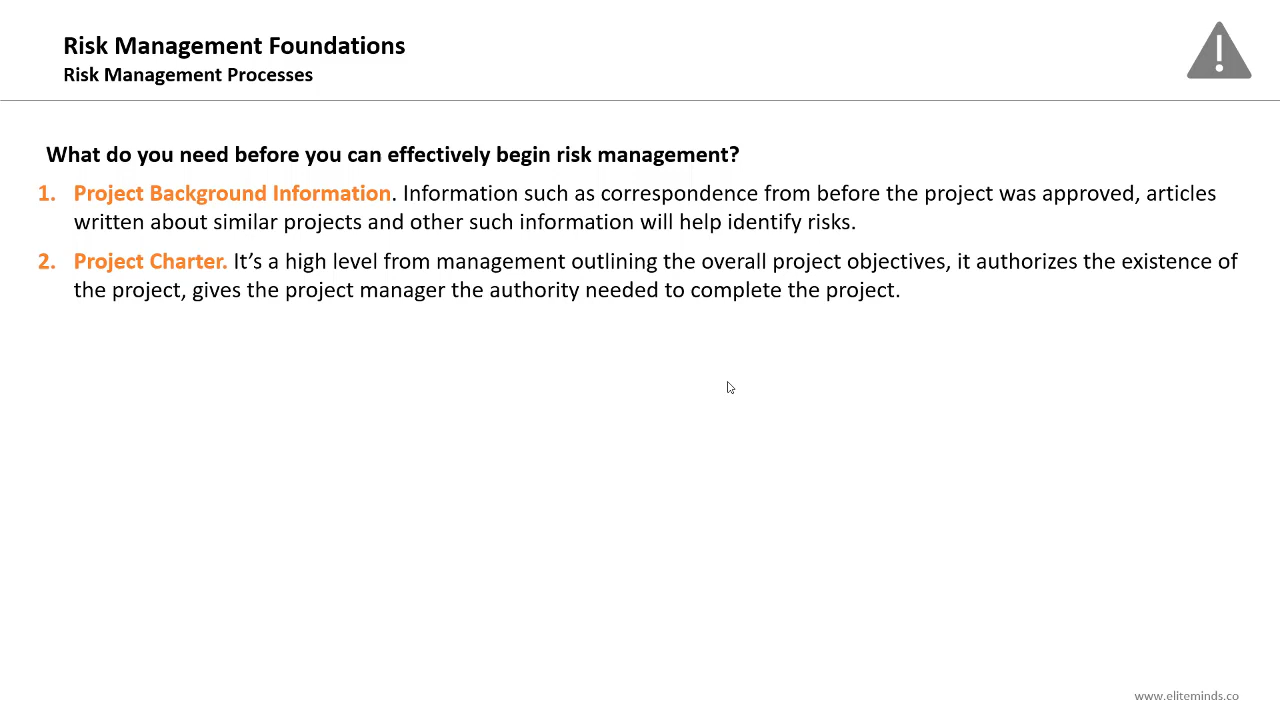 Risk Management Foundations
Risk Management Processes
What do you need before you can effectively begin risk management?
1. Project Background Information. Information such as correspondence from before the project was approved, articles
written about similar projects and other such information will help identify risks.
2. Project Charter. It’s a high level from management outlining the overall project objectives, it authorizes the existence of
the project, gives the project manager the authority needed to complete the project.
www.eliteminds.co